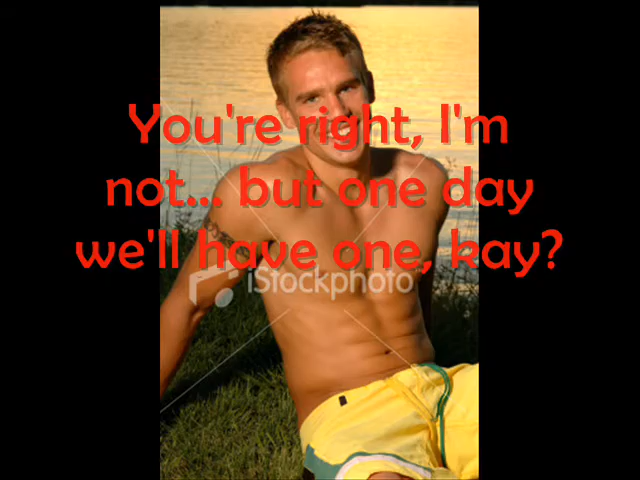 You're right, I'm
not... but one day
we'll have one, kay?
iStockphoto